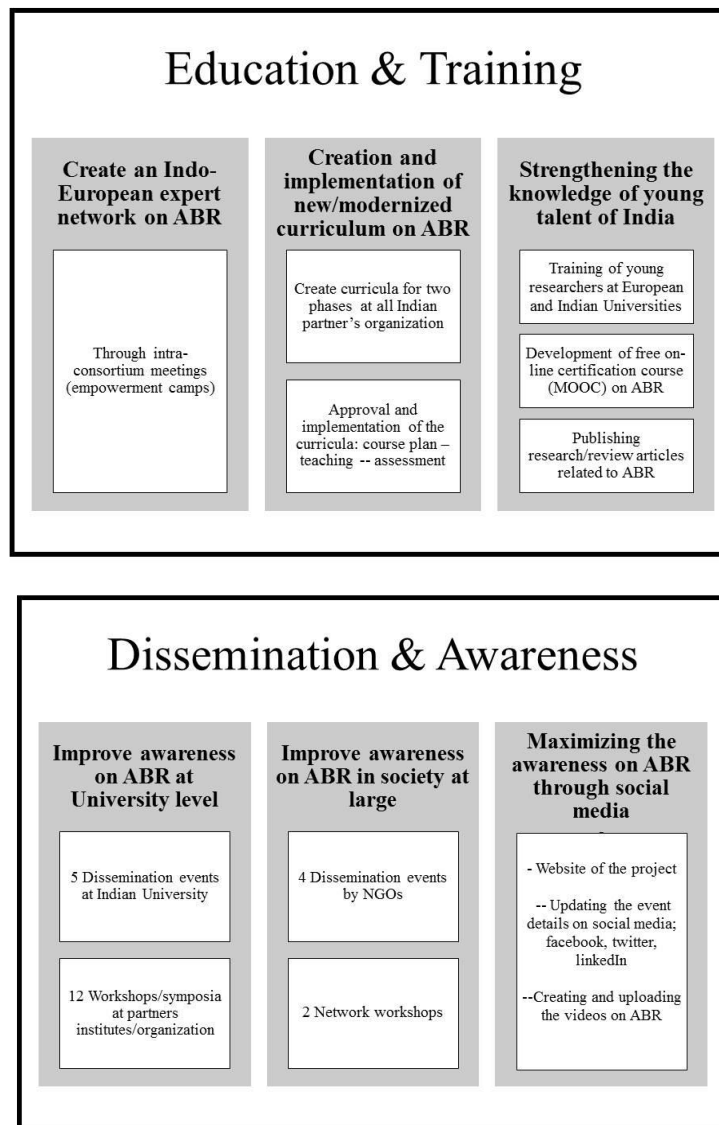 Education & Training
Create an Indo-
European expert
network on ABR
Through intra-
consortium meetings
(empowerment camps)
Creation and
implementation of
new/modernized
curriculum on ABR
Create curricula for two
phases at all Indian
partner's organization
Approval and
implementation of the
curricula: course plan –
teaching -- assessment
Strengthening the
knowledge of young
talent of India
Training of young
researchers at European
and Indian Universities
Development of free on-
line certification course
(MOOC) on ABR
Publishing
research/review articles
related to ABR
Dissemination & Awareness
Improve awareness
on ABR at
University level
5 Dissemination events
at Indian University
12 Workshops/symposia
at partners
institutes/organization
Improve awareness
on ABR in society at
large
4 Dissemination events
by NGOs
2 Network workshops
Maximizing the
awareness on ABR
through social
media
- Website of the project
-- Updating the event
details on social media;
facebook, twitter,
linkedIn
--Creating and uploading
the videos on ABR